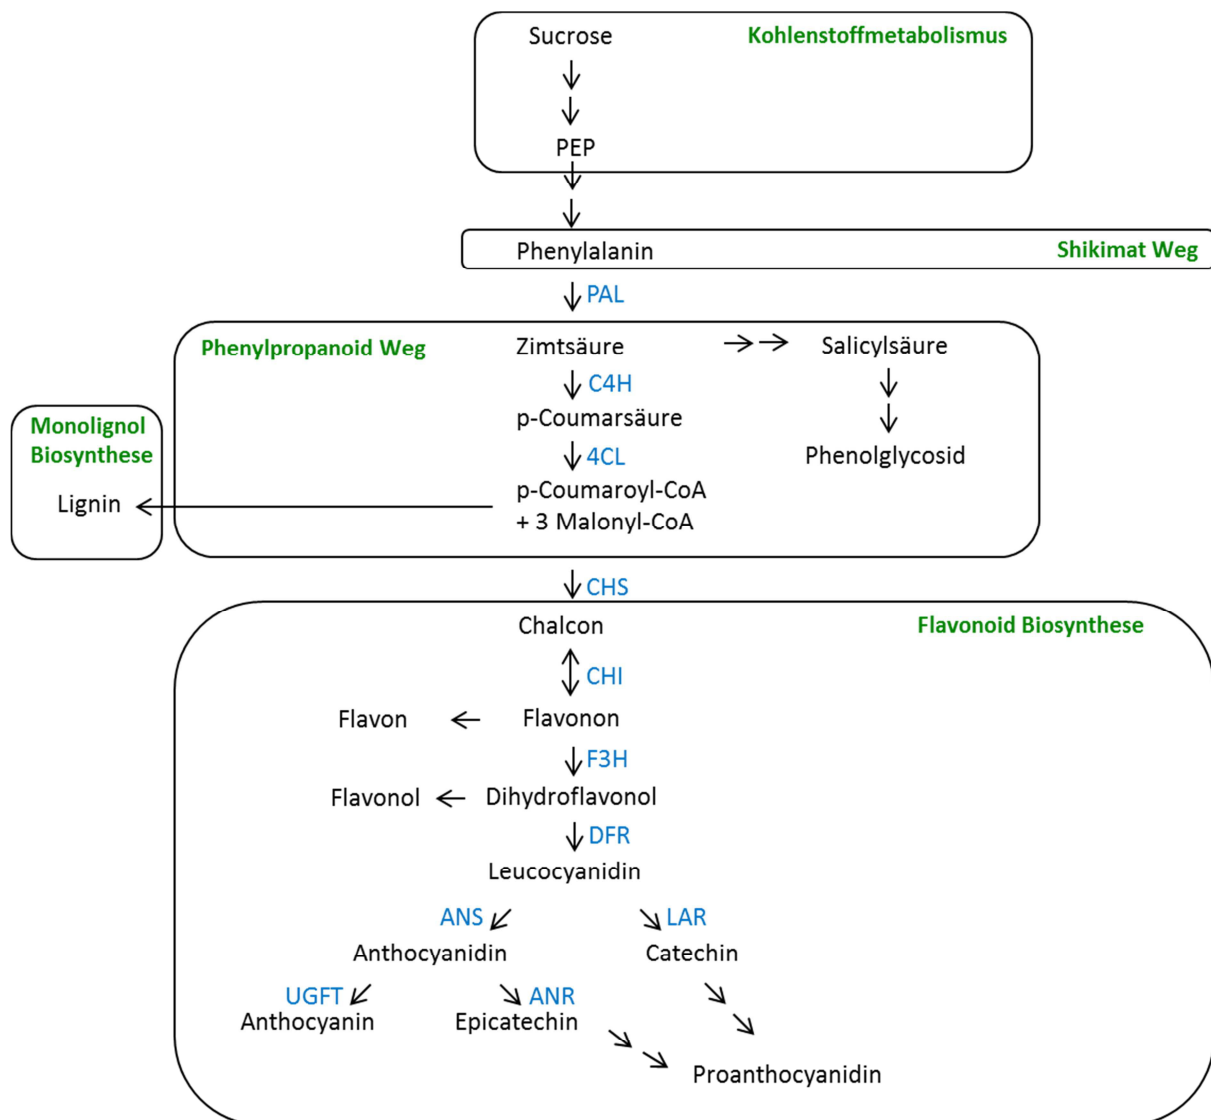 Sucrose
Kohlenstoffmetabolismus
PEP
Phenylalanin
Shikimat Weg
PAL
Phenylpropanoid Weg
Zimtsäure
Salicylsäure
C4H
p-Coumarsäure
Monolignol
Biosynthese
4CL
Phenolglycosid
Lignin
p-Coumaroyl-CoA
+ 3 Malonyl-CoA
CHS
Chalcon
Flavonoid Biosynthese
CHI
Flavon
Flavonon
F3H
Flavonol
Dihydroflavonol
DFR
Leucocyanidin
ANS
LAR
Anthocyanidin
Catechin
UGFT
ANR
Anthocyanin
Epicatechin
Proanthocyanidin